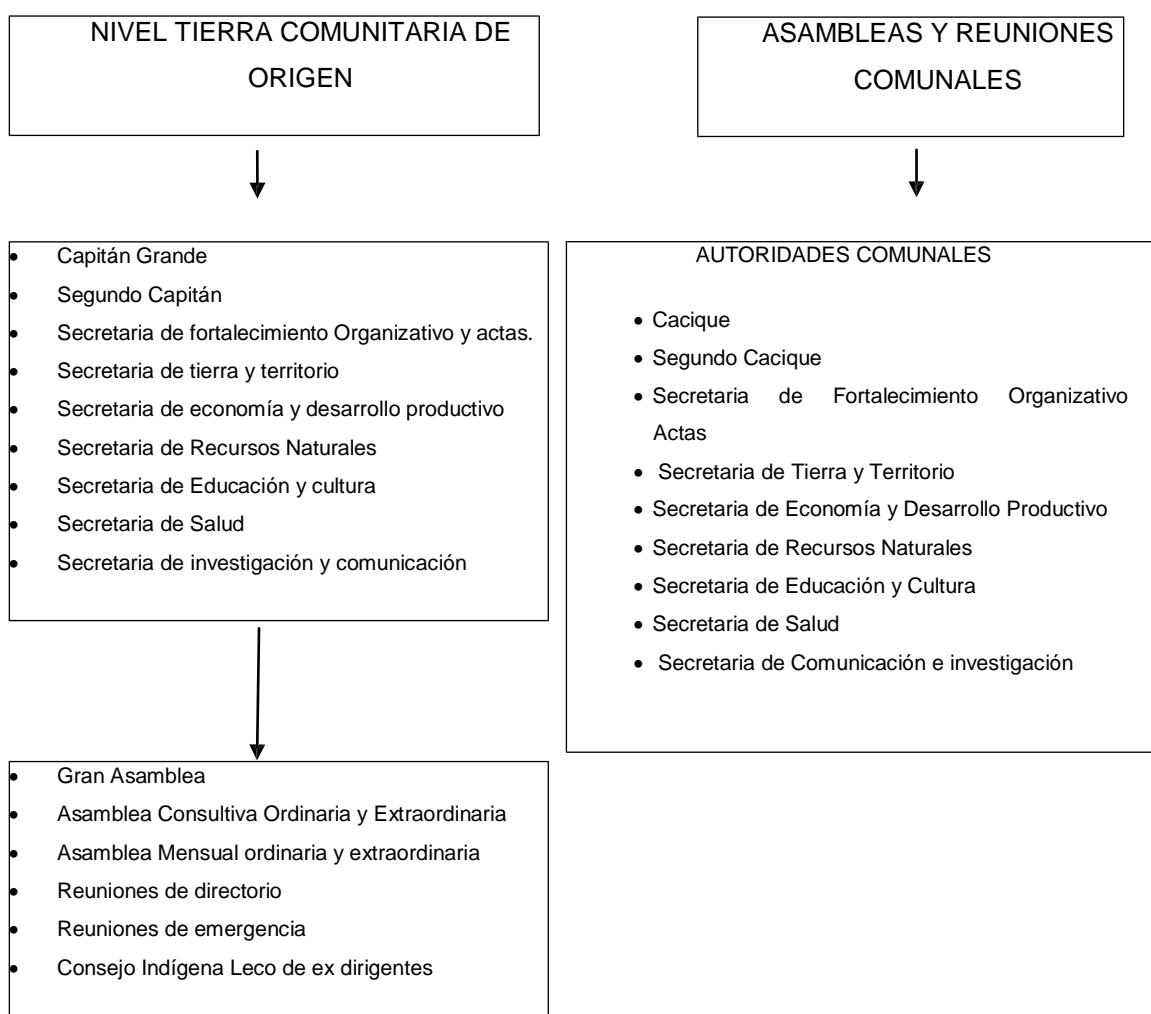 NIVEL TIERRA COMUNITARIA DE
ORIGEN
ASAMBLEAS Y REUNIONES
COMUNALES
• Capitán Grande
• Segundo Capitán
• Secretaria de fortalecimiento Organizativo y actas.
• Secretaria de tierra y territorio
• Secretaria de economía y desarrollo productivo
• Secretaria de Recursos Naturales
• Secretaria de Educación y cultura
• Secretaria de Salud
• Secretaria de investigación y comunicación
AUTORIDADES COMUNALES
• Cacique
• Segundo Cacique
• Secretaria de Fortalecimiento Organizativo
Actas
• Secretaria de Tierra y Territorio
• Secretaria de Economía y Desarrollo Productivo
• Secretaria de Recursos Naturales
• Secretaria de Educación y Cultura
• Secretaria de Salud
• Secretaria de Comunicación e investigación
• Gran Asamblea
• Asamblea Consultiva Ordinaria y Extraordinaria
• Asamblea Mensual ordinaria y extraordinaria
• Reuniones de directorio
• Reuniones de emergencia
• Consejo Indígena Leco de ex dirigentes